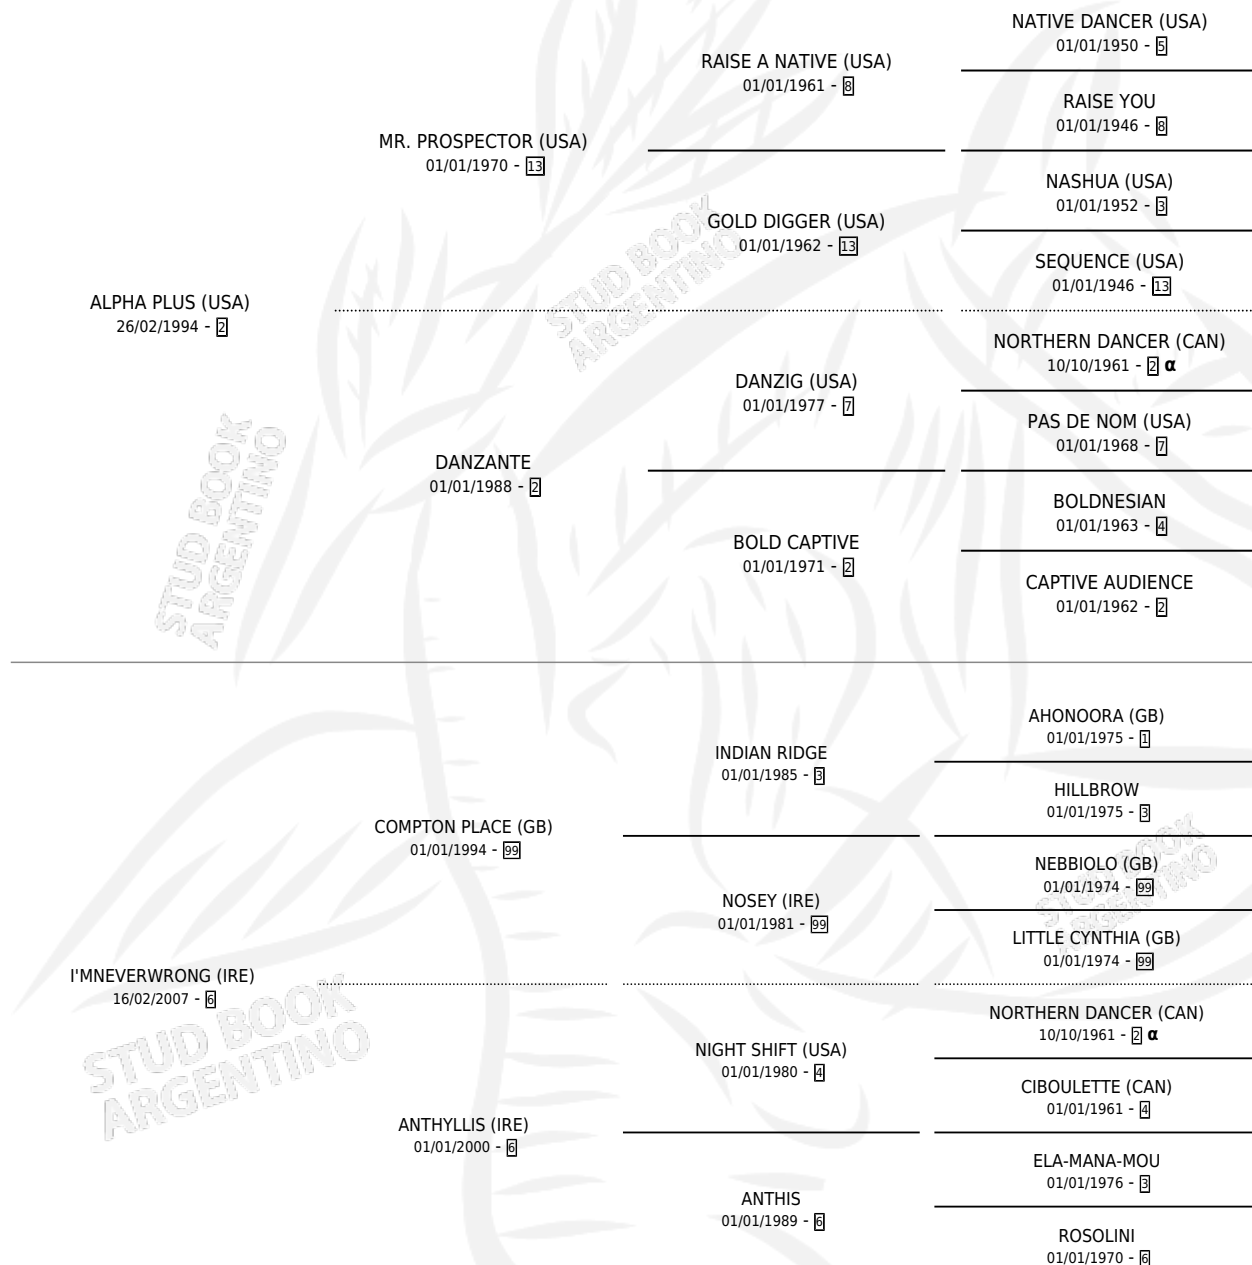 NATIVE DANCER (USA)
01/01/1950 - 5
RAISE A NATIVE (USA)
01/01/1961 - 8
RAISE YOU
01/01/1946 - 8
MR. PROSPECTOR (USA)
01/01/1970 - 13
NASHUA (USA)
01/01/1952 - 3
GOLD DIGGER (USA)
01/01/1962 - 13
SEQUENCE (USA)
01/01/1946 - 13
ALPHA PLUS (USA)
26/02/1994 - 2
NORTHERN DANCER (CAN)
10/10/1961 - 2 α
DANZIG (USA)
01/01/1977 - 7
PAS DE NOM (USA)
01/01/1968 - 7
DANZANTE
01/01/1988 - 2
BOLDNESIAN
01/01/1963 - 4
BOLD CAPTIVE
01/01/1971 - 2
CAPTIVE AUDIENCE
01/01/1962 - 2
AHONOORA (GB)
01/01/1975 - 1
INDIAN RIDGE
01/01/1985 - 3
HILLBROW
01/01/1975 - 3
COMPTON PLACE (GB)
01/01/1994 - 99
NEBBIOLO (GB)
01/01/1974 - 99
NOSEY (IRE)
01/01/1981 - 99
LITTLE CYNTHIA (GB)
01/01/1974 - 99
I'MNEVERWRONG (IRE)
16/02/2007 - 6
NORTHERN DANCER (CAN)
10/10/1961 - 2 α
NIGHT SHIFT (USA)
01/01/1980 - 4
CIBOULETTE (CAN)
01/01/1961 - 4
ANTHYLLIS (IRE)
01/01/2000 - 6
ELA-MANA-MOU
01/01/1976 - 3
ANTHIS
01/01/1989 - 6
ROSOLINI
01/01/1970 - 6
STUD BOOK
ARGENTINO
STUD BOOK
ARGENTINO
STUD BOOK
ARGENTINO
STUD BOOK
ARGENTINO